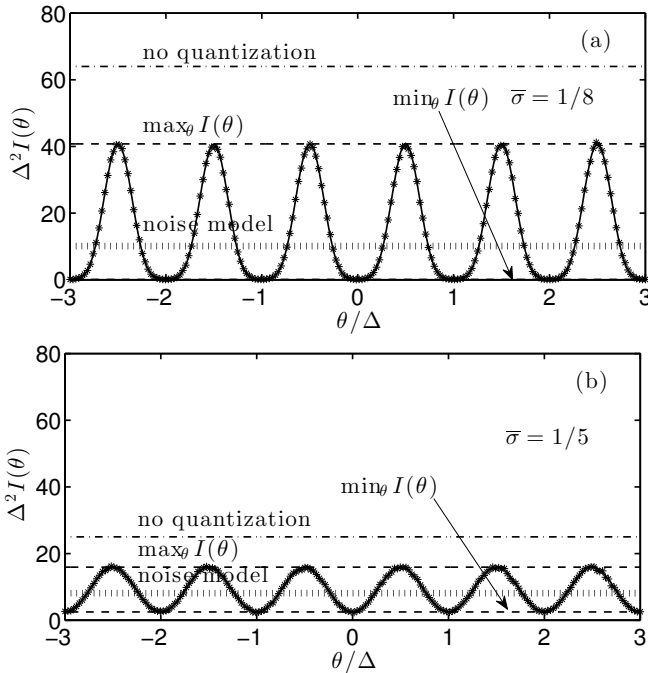 80
no quantization
(a)
60
min_θ I(θ)
σ̅ = 1/8
Δ²I(θ)
max_θ I(θ)
40
20
noise model
0
−3
−2
−1
0
1
2
3
θ/Δ
80
(b)
60
σ̅ = 1/5
Δ²I(θ)
min_θ I(θ)
40
no quantization
20
max_θ I(θ)
noise model
0
−3
−2
−1
0
1
2
3
θ/Δ